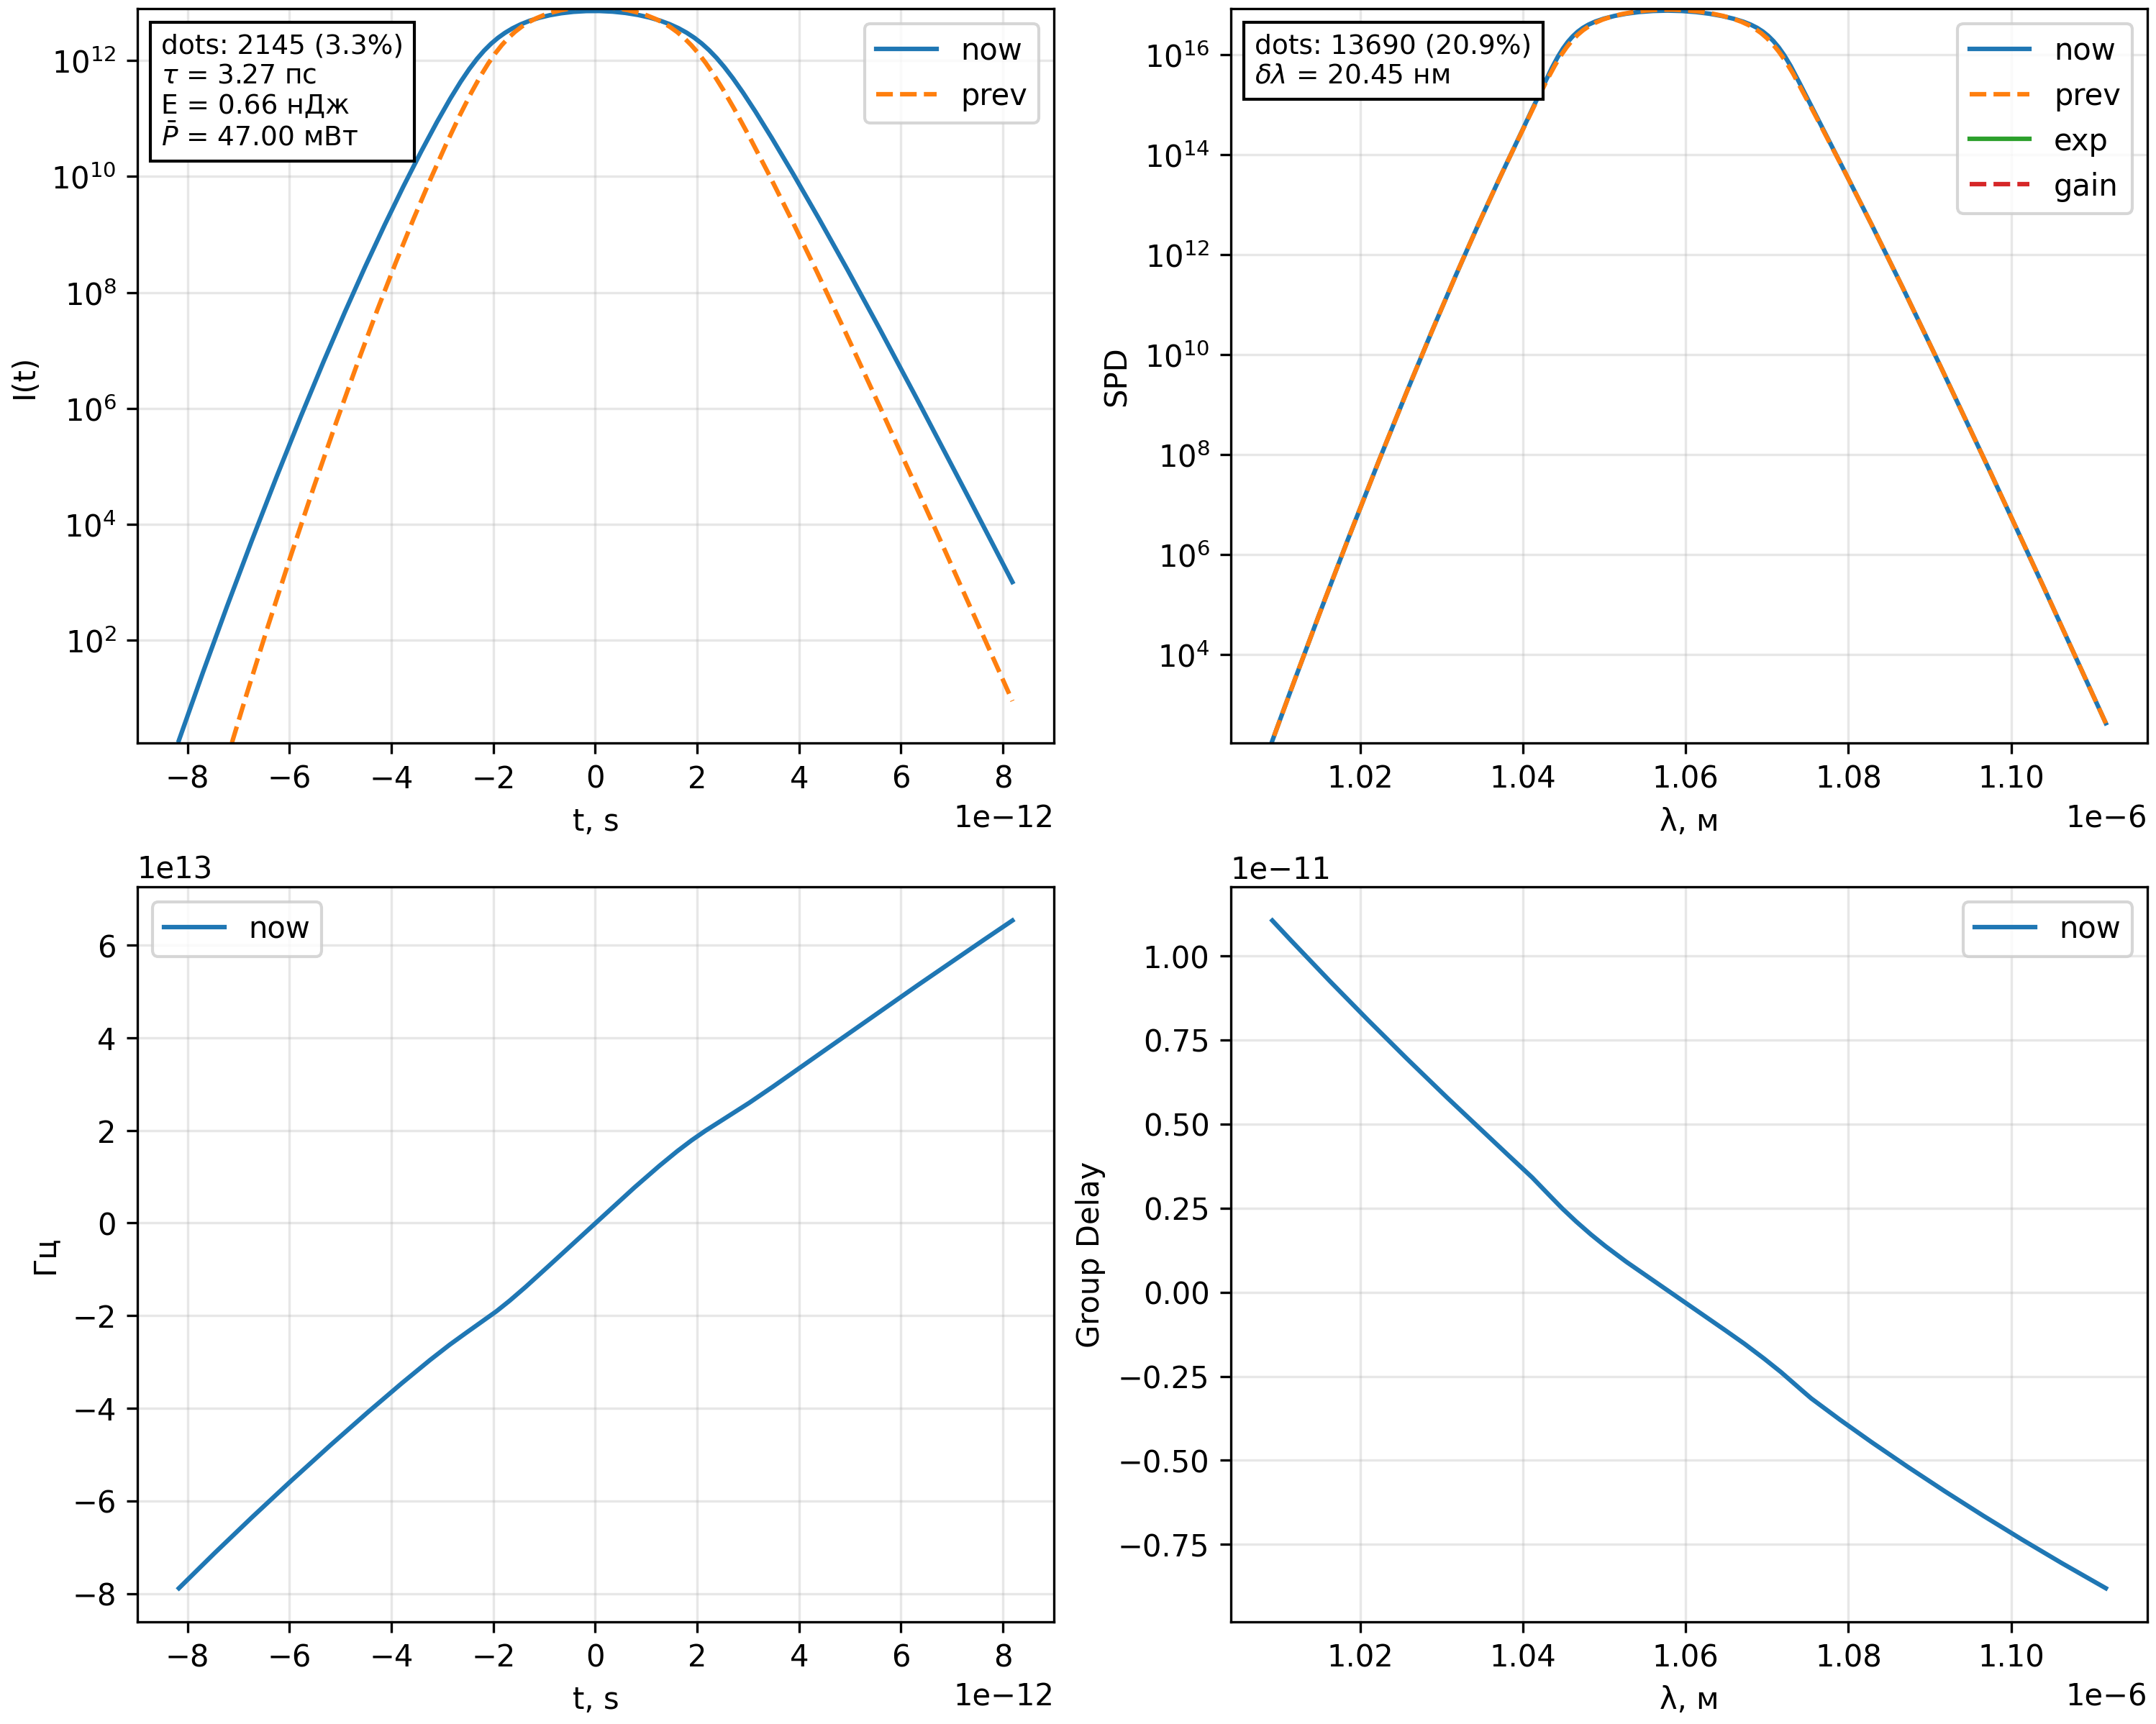 dots: 2145 (3.3%)
τ = 3.27 пс
E = 0.66 нДж
P̄ = 47.00 мВт
now
prev
10¹²
10¹⁰
10⁸
10⁶
10⁴
10²
I(t)
−8 −6 −4 −2 0 2 4 6 8
t, s
1e−12
dots: 13690 (20.9%)
δλ = 20.45 нм
now
prev
exp
gain
10¹⁶
10¹⁴
10¹²
10¹⁰
10⁸
10⁶
10⁴
SPD
1.02 1.04 1.06 1.08 1.10
λ, м
1e−6
1e13
now
6
4
2
0
−2
−4
−6
−8
Гц
−8 −6 −4 −2 0 2 4 6 8
t, s
1e−12
1e−11
now
1.00
0.75
0.50
0.25
0.00
−0.25
−0.50
−0.75
Group Delay
1.02 1.04 1.06 1.08 1.10
λ, м
1e−6